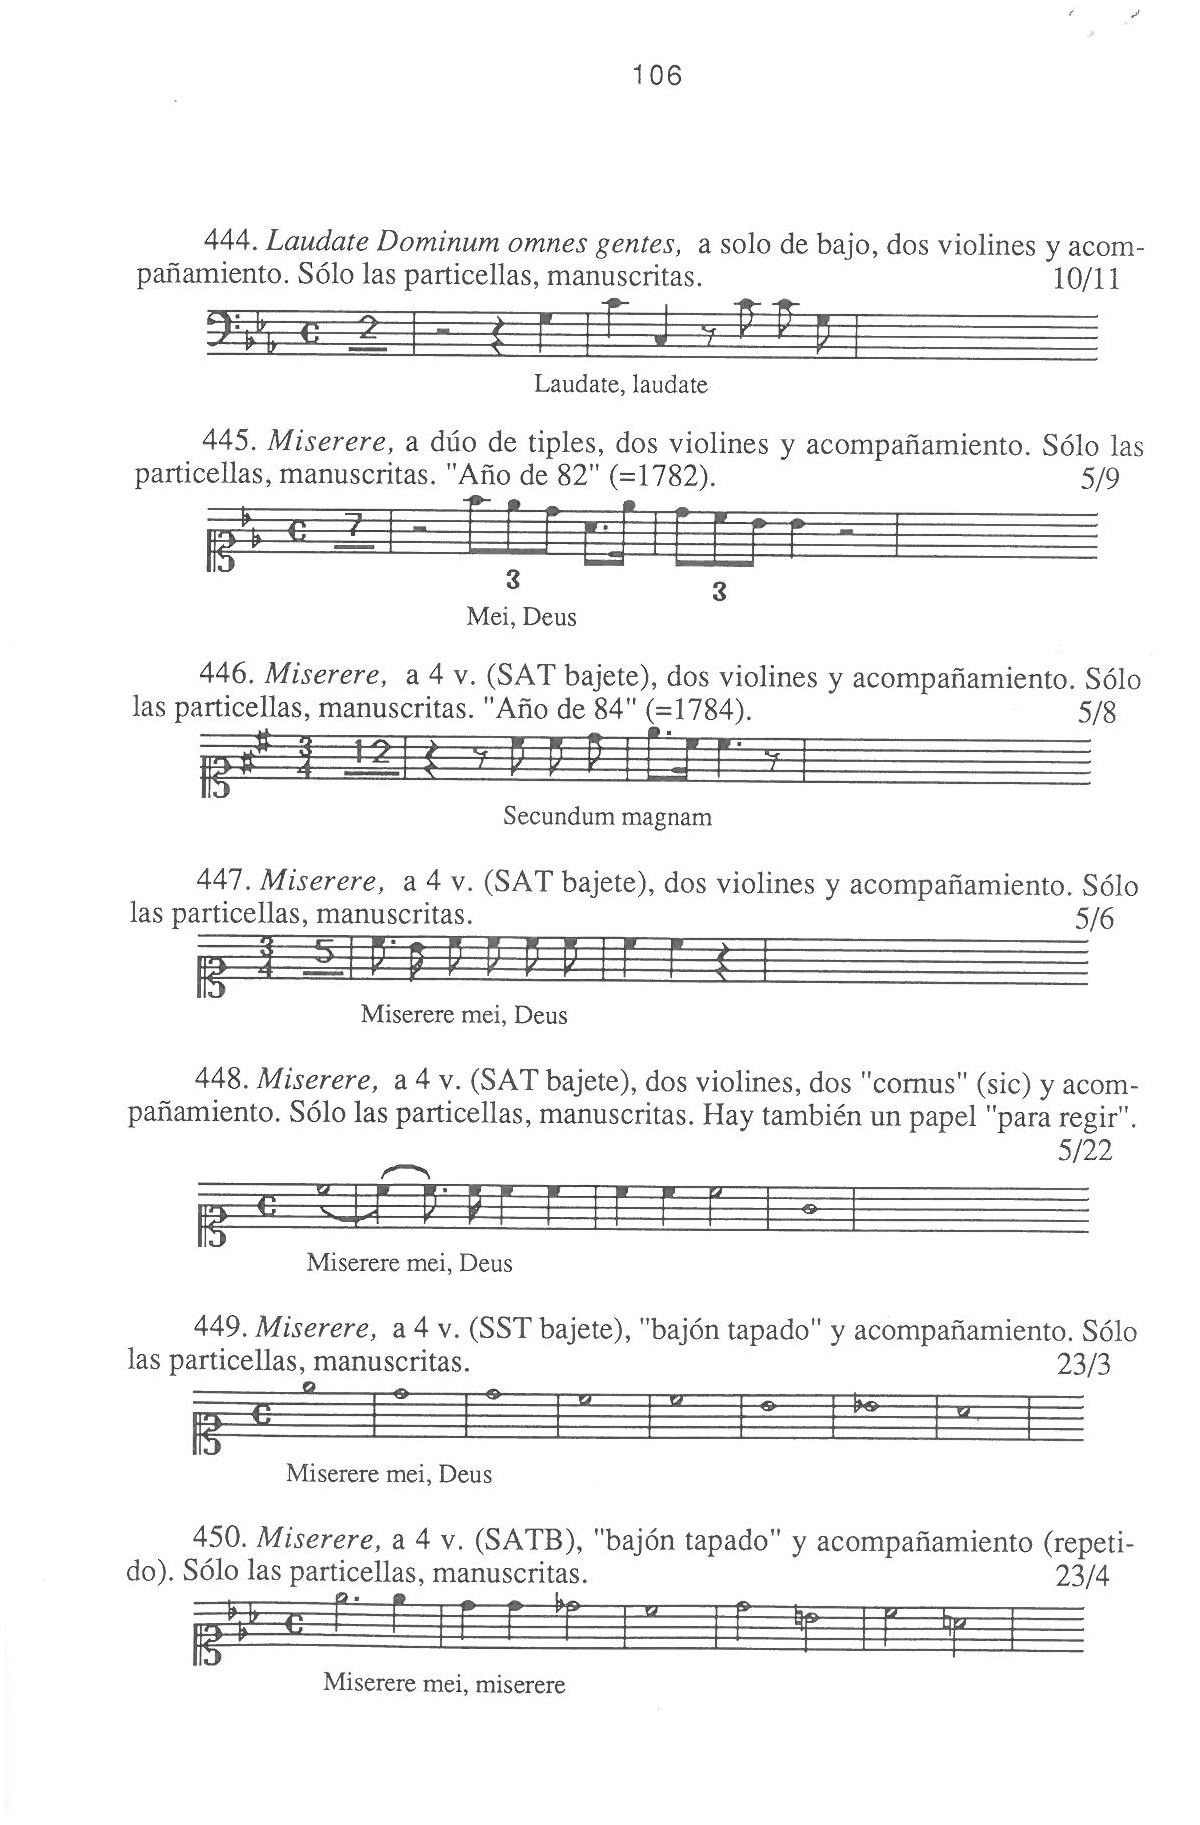 106
444. Laudate Dominum omnes gentes, a solo de bajo, dos violines y acom-
pañamiento. Sólo las particellas, manuscritas. 10/11
2
Laudate, laudate
445. Miserere, a dúo de tiples, dos violines y acompañamiento. Sólo las
particellas, manuscritas. "Año de 82" (=1782). 5/9
7
3 3
Mei, Deus
446. Miserere, a 4 v. (SAT bajete), dos violines y acompañamiento. Sólo
las particellas, manuscritas. "Año de 84" (=1784). 5/8
3/4 12
Secundum magnam
447. Miserere, a 4 v. (SAT bajete), dos violines y acompañamiento. Sólo
las particellas, manuscritas. 5/6
3/4 5
Miserere mei, Deus
448. Miserere, a 4 v. (SAT bajete), dos violines, dos "cornus" (sic) y acom-
pañamiento. Sólo las particellas, manuscritas. Hay también un papel "para regir".
5/22
Miserere mei, Deus
449. Miserere, a 4 v. (SST bajete), "bajón tapado" y acompañamiento. Sólo
las particellas, manuscritas. 23/3
Miserere mei, Deus
450. Miserere, a 4 v. (SATB), "bajón tapado" y acompañamiento (repeti-
do). Sólo las particellas, manuscritas. 23/4
Miserere mei, miserere